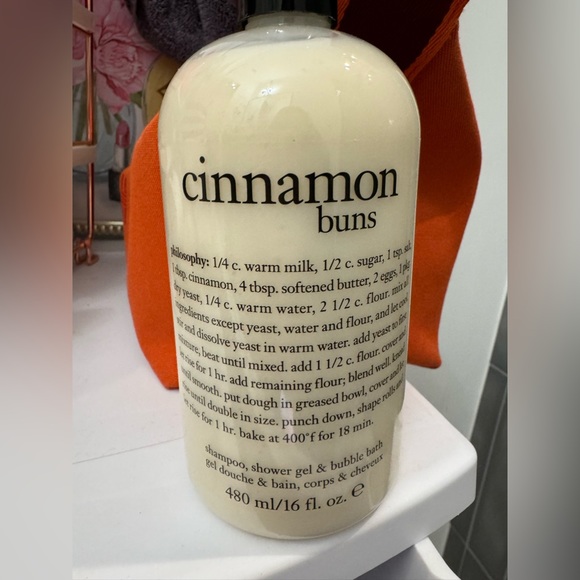 cinnamon
buns
philosophy: 1/4 c. warm milk, 1/2 c. sugar, 1 tsp. salt,
1 tbsp. cinnamon, 4 tbsp. softened butter, 2 eggs, 1 pkg.
dry yeast, 1/4 c. warm water, 2 1/2 c. flour. mix all
ingredients except yeast, water and flour, and let cool.
stir and dissolve yeast in warm water. add yeast to first
mixture; beat until mixed. add 1 1/2 c. flour. cover and
let rise for 1 hr. add remaining flour; blend well. knead
until smooth. put dough in greased bowl, cover and let
rise until double in size. punch down, shape rolls and
let rise for 1 hr. bake at 400°f for 18 min.
shampoo, shower gel & bubble bath
gel douche & bain, corps & cheveux
480 ml/16 fl. oz. ℮